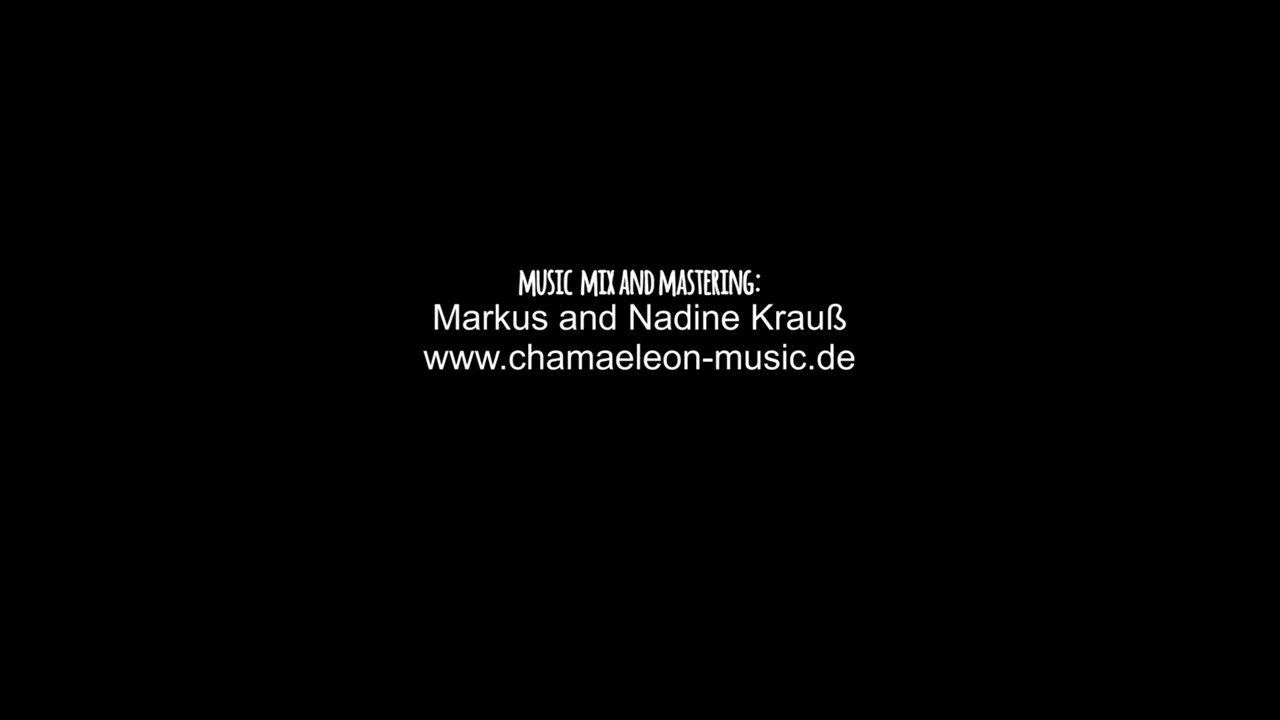 MUSIC MIX AND MASTERING:
Markus and Nadine Krauß
www.chamaeleon-music.de